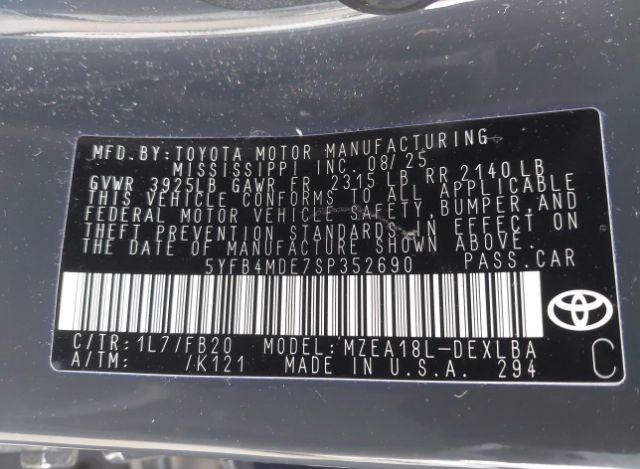 MFD.BY:TOYOTA MOTOR MANUFACTURING
MISSISSIPPI INC. 08/25
GVWR 3925LB GAWR FR 2315 LB RR 2140 LB
THIS VEHICLE CONFORMS TO ALL APPLICABLE
FEDERAL MOTOR VEHICLE SAFETY, BUMPER, AND
THEFT PREVENTION STANDARDS IN EFFECT ON
THE DATE OF MANUFACTURE SHOWN ABOVE.
5YFB4MDE7SP352690 PASS.CAR
C/TR:1L7/FB20 MODEL:MZEA18L-DEXLBA
A/TM: /K121 MADE IN U.S.A. 294
C